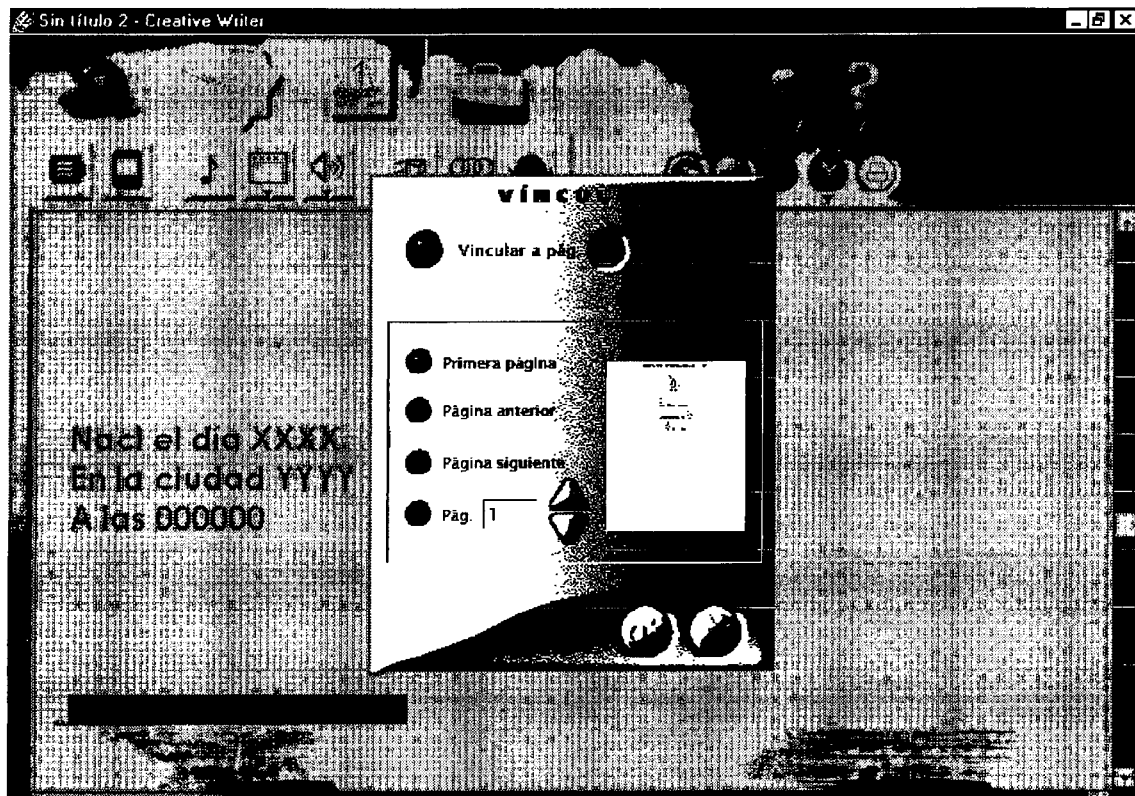 Sin título 2 - Creative Writer
Vincular a pág.
Primera página
Página anterior
Página siguiente
Pág. 1
Nací el día XXXX.
En la ciudad YYYY
A las 000000
OK